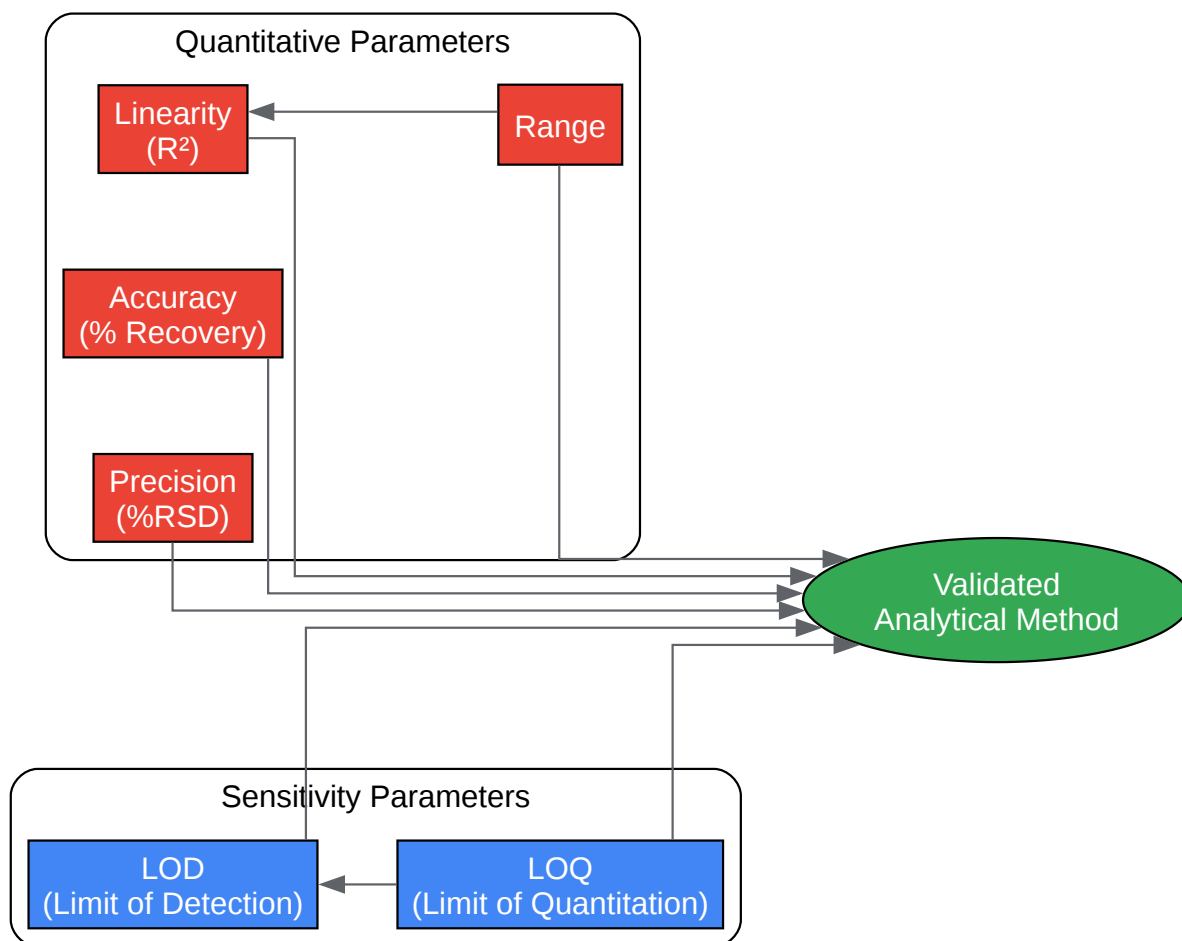 Quantitative Parameters
Linearity
(R²)
Range
Accuracy
(% Recovery)
Precision
(%RSD)
Validated
Analytical Method
Sensitivity Parameters
LOD
(Limit of Detection)
LOQ
(Limit of Quantitation)